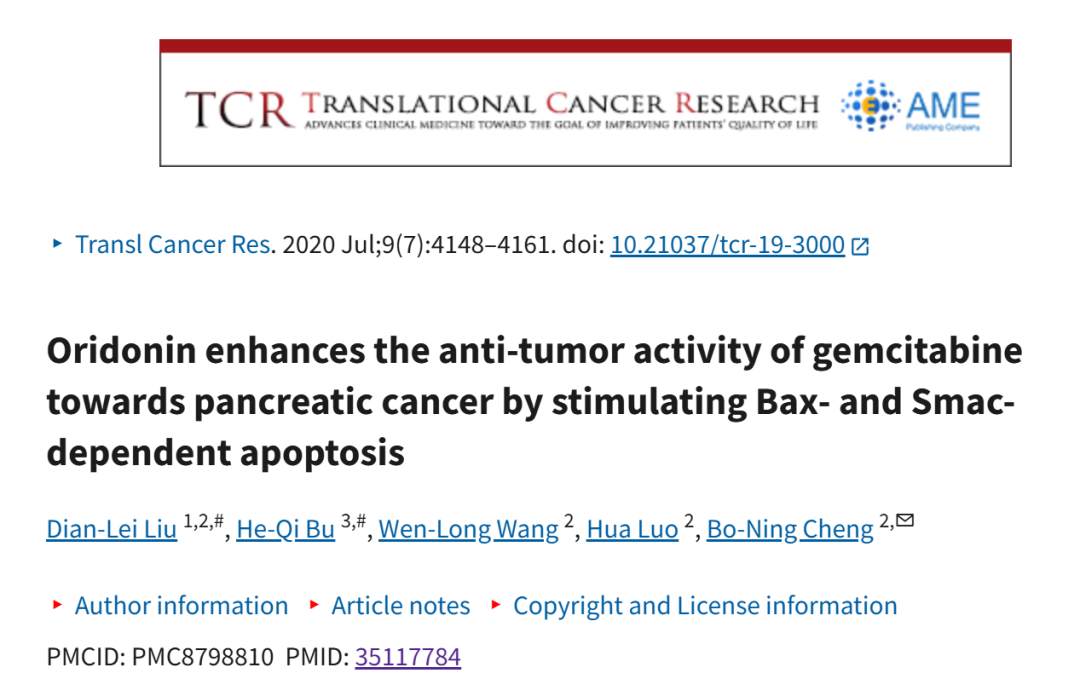 TCR TRANSLATIONAL CANCER RESEARCH
ADVANCES CLINICAL MEDICINE TOWARD THE GOAL OF IMPROVING PATIENTS' QUALITY OF LIFE
AME
Publishing Company
Transl Cancer Res. 2020 Jul;9(7):4148–4161. doi: 10.21037/tcr-19-3000
Oridonin enhances the anti-tumor activity of gemcitabine
towards pancreatic cancer by stimulating Bax- and Smac-
dependent apoptosis
Dian-Lei Liu 1,2,#, He-Qi Bu 3,#, Wen-Long Wang 2, Hua Luo 2, Bo-Ning Cheng 2,✉
Author information Article notes Copyright and License information
PMCID: PMC8798810 PMID: 35117784